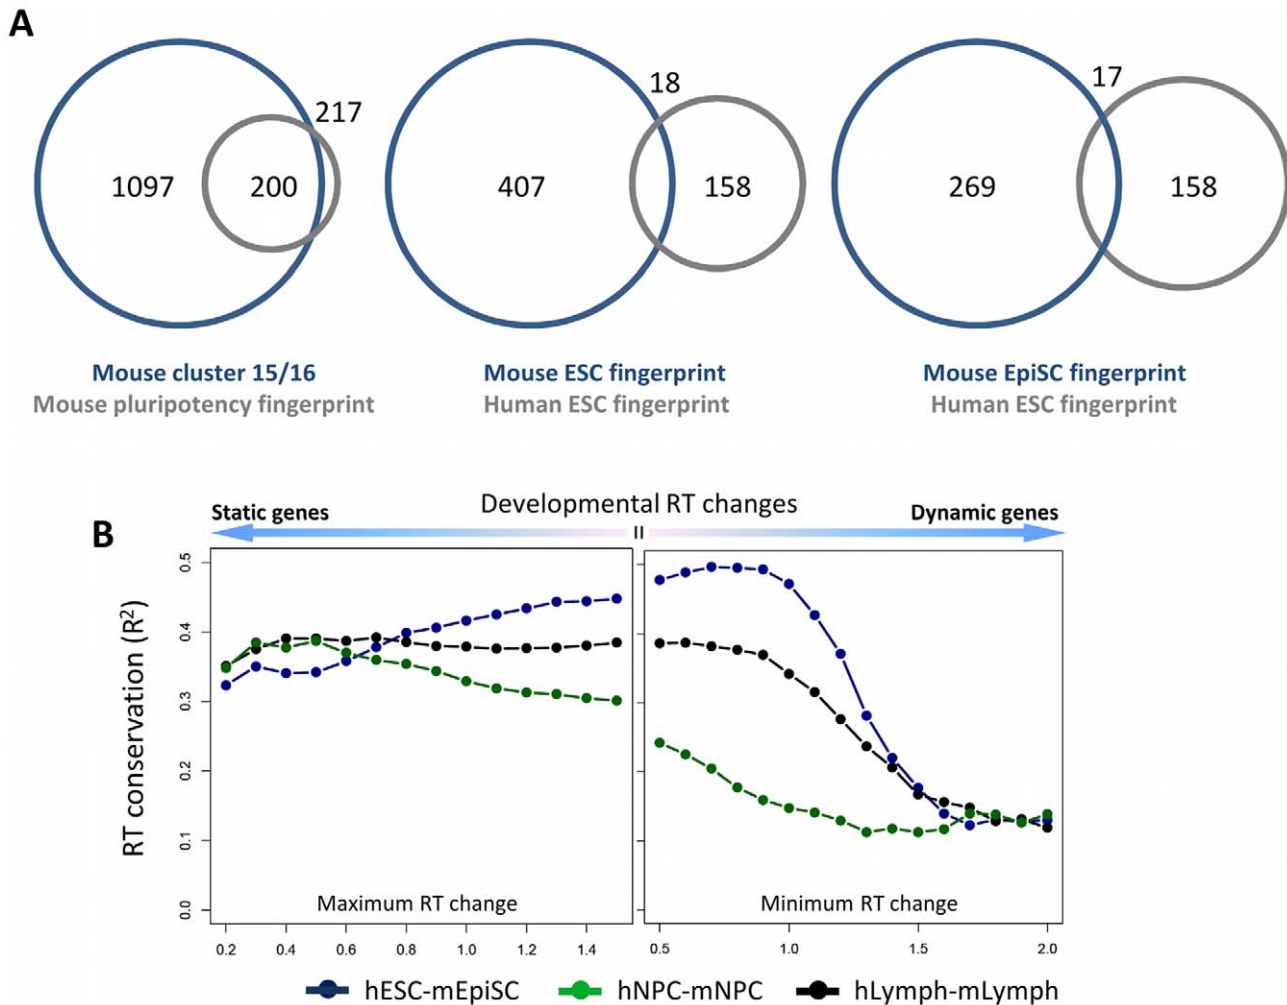 A
217
18
17
1097
200
407
158
269
158
Mouse cluster 15/16
Mouse pluripotency fingerprint
Mouse ESC fingerprint
Human ESC fingerprint
Mouse EpiSC fingerprint
Human ESC fingerprint
B
Developmental RT changes
Static genes
II
Dynamic genes
RT conservation (R²)
0.5
0.4
0.3
0.2
0.1
0.0
Maximum RT change
Minimum RT change
0.2 0.4 0.6 0.8 1.0 1.2 1.4
0.5 1.0 1.5 2.0
hESC-mEpiSC hNPC-mNPC hLymph-mLymph